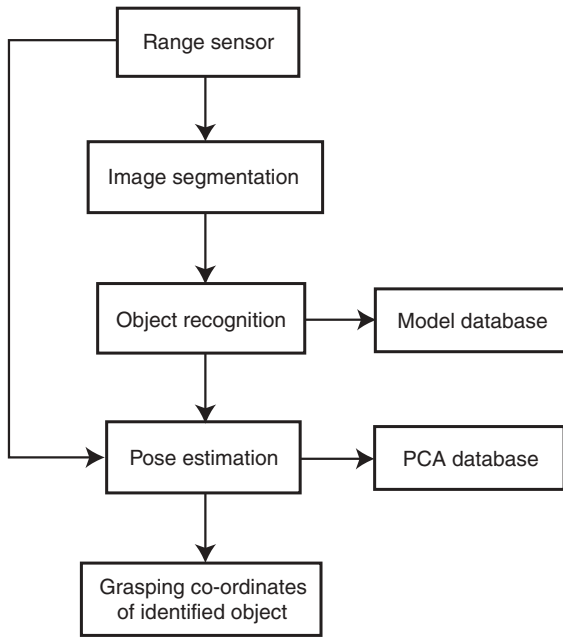 Range sensor
Image segmentation
Object recognition
Model database
Pose estimation
PCA database
Grasping co-ordinates
of identified object